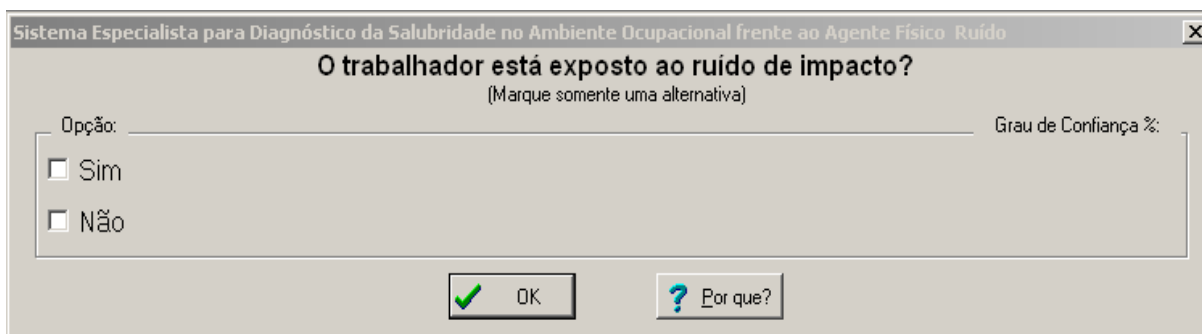 Sistema Especialista para Diagnóstico da Salubridade no Ambiente Ocupacional frente ao Agente Físico Ruído
O trabalhador está exposto ao ruído de impacto?
(Marque somente uma alternativa)
Opção: Grau de Confiança %:
Sim
Não
OK ? Por que?